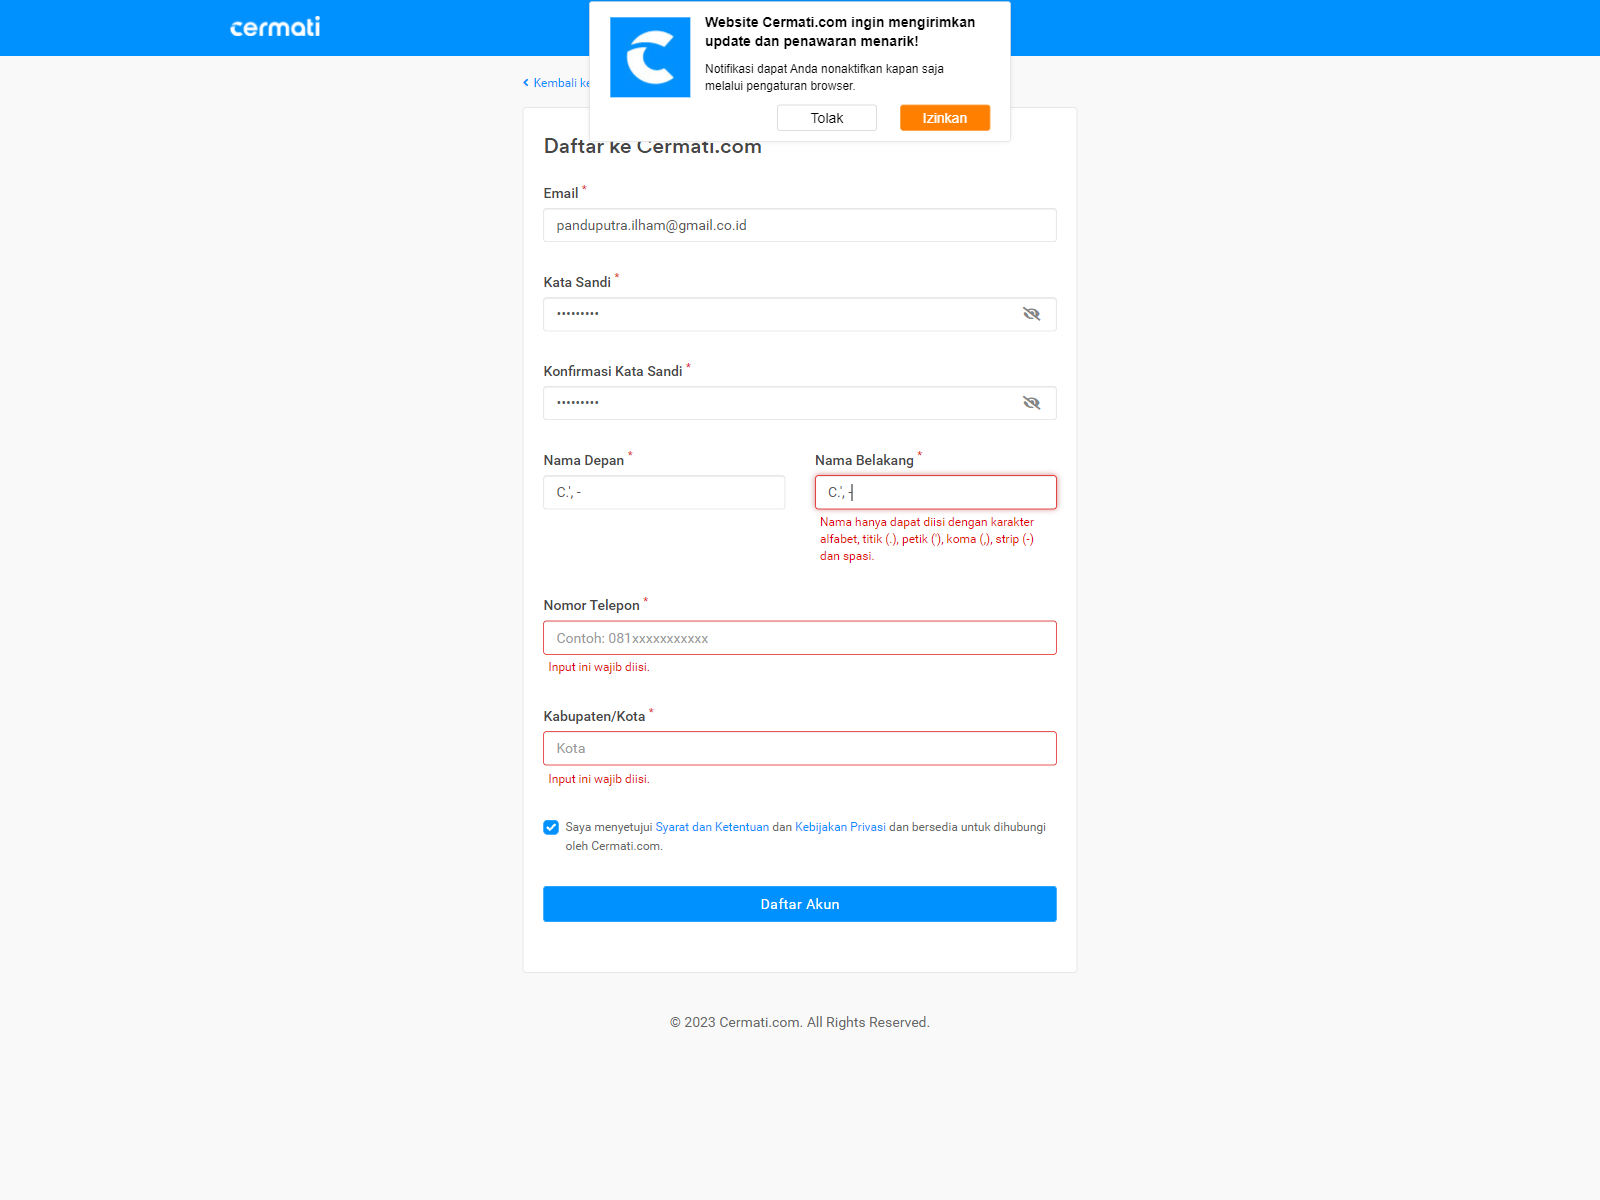 cermati
Website Cermati.com ingin mengirimkan
update dan penawaran menarik!
Notifikasi dapat Anda nonaktifkan kapan saja
melalui pengaturan browser.
Tolak
Izinkan
Kembali ke
Daftar ke Cermati.com
Email *
panduputra.ilham@gmail.co.id
Kata Sandi *
•••••••••
Konfirmasi Kata Sandi *
•••••••••
Nama Depan *
Nama Belakang *
C.', -
C.', -
Nama hanya dapat diisi dengan karakter
alfabet, titik (.), petik ('), koma (,), strip (-)
dan spasi.
Nomor Telepon *
Contoh: 081xxxxxxxxxxx
Input ini wajib diisi.
Kabupaten/Kota *
Kota
Input ini wajib diisi.
Saya menyetujui Syarat dan Ketentuan dan Kebijakan Privasi dan bersedia untuk dihubungi
oleh Cermati.com.
Daftar Akun
© 2023 Cermati.com. All Rights Reserved.